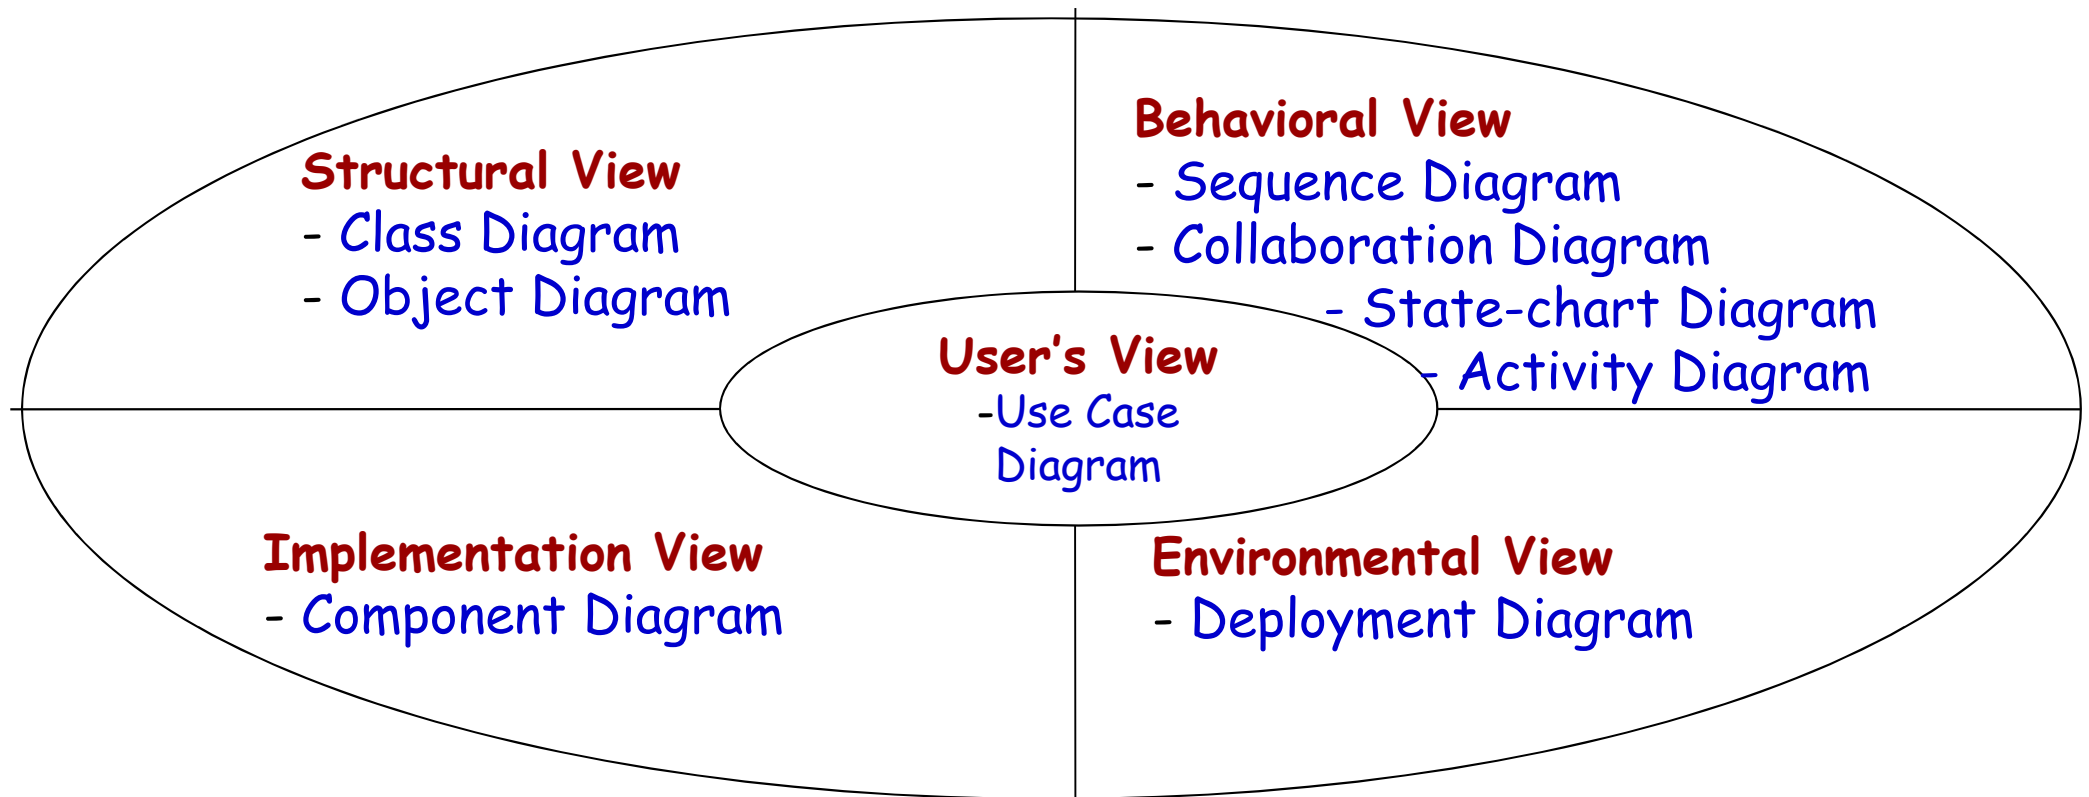 Structural View
- Class Diagram
- Object Diagram
Behavioral View
- Sequence Diagram
- Collaboration Diagram
- State-chart Diagram
- Activity Diagram
User’s View
-Use Case
Diagram
Implementation View
- Component Diagram
Environmental View
- Deployment Diagram